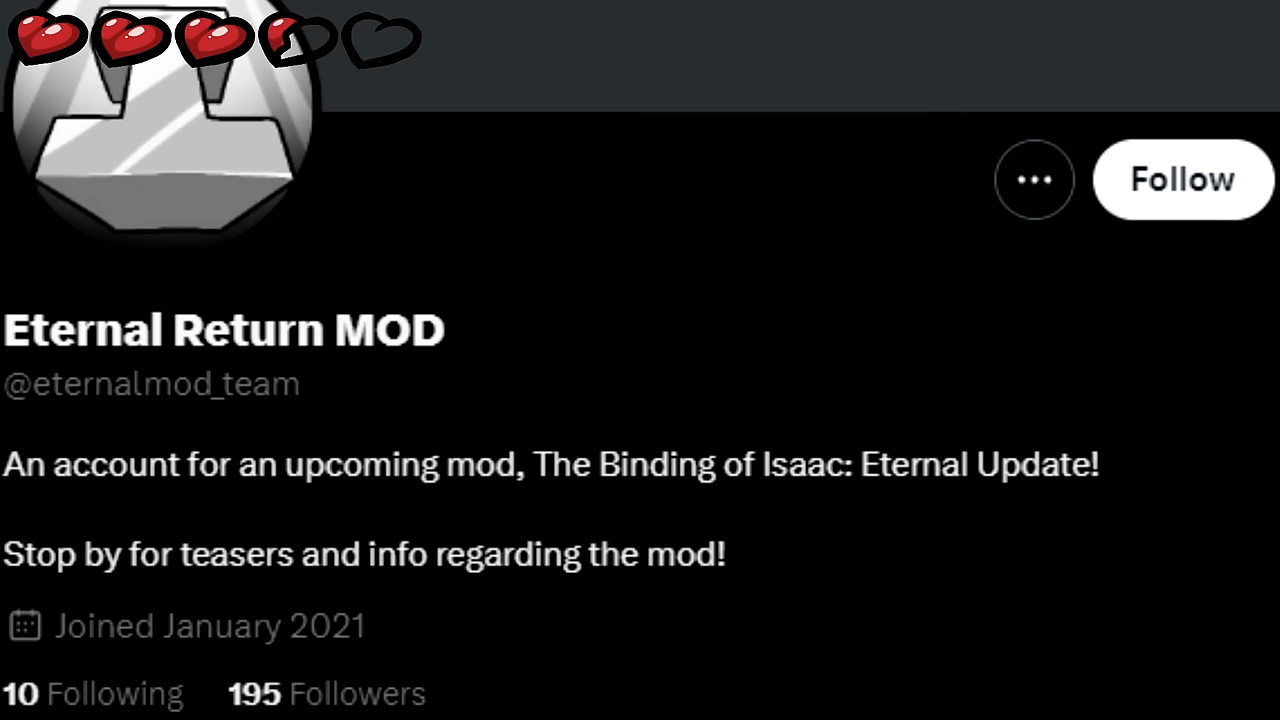 Follow
Eternal Return MOD
@eternalmod_team
An account for an upcoming mod, The Binding of Isaac: Eternal Update!
Stop by for teasers and info regarding the mod!
Joined January 2021
10 Following 195 Followers